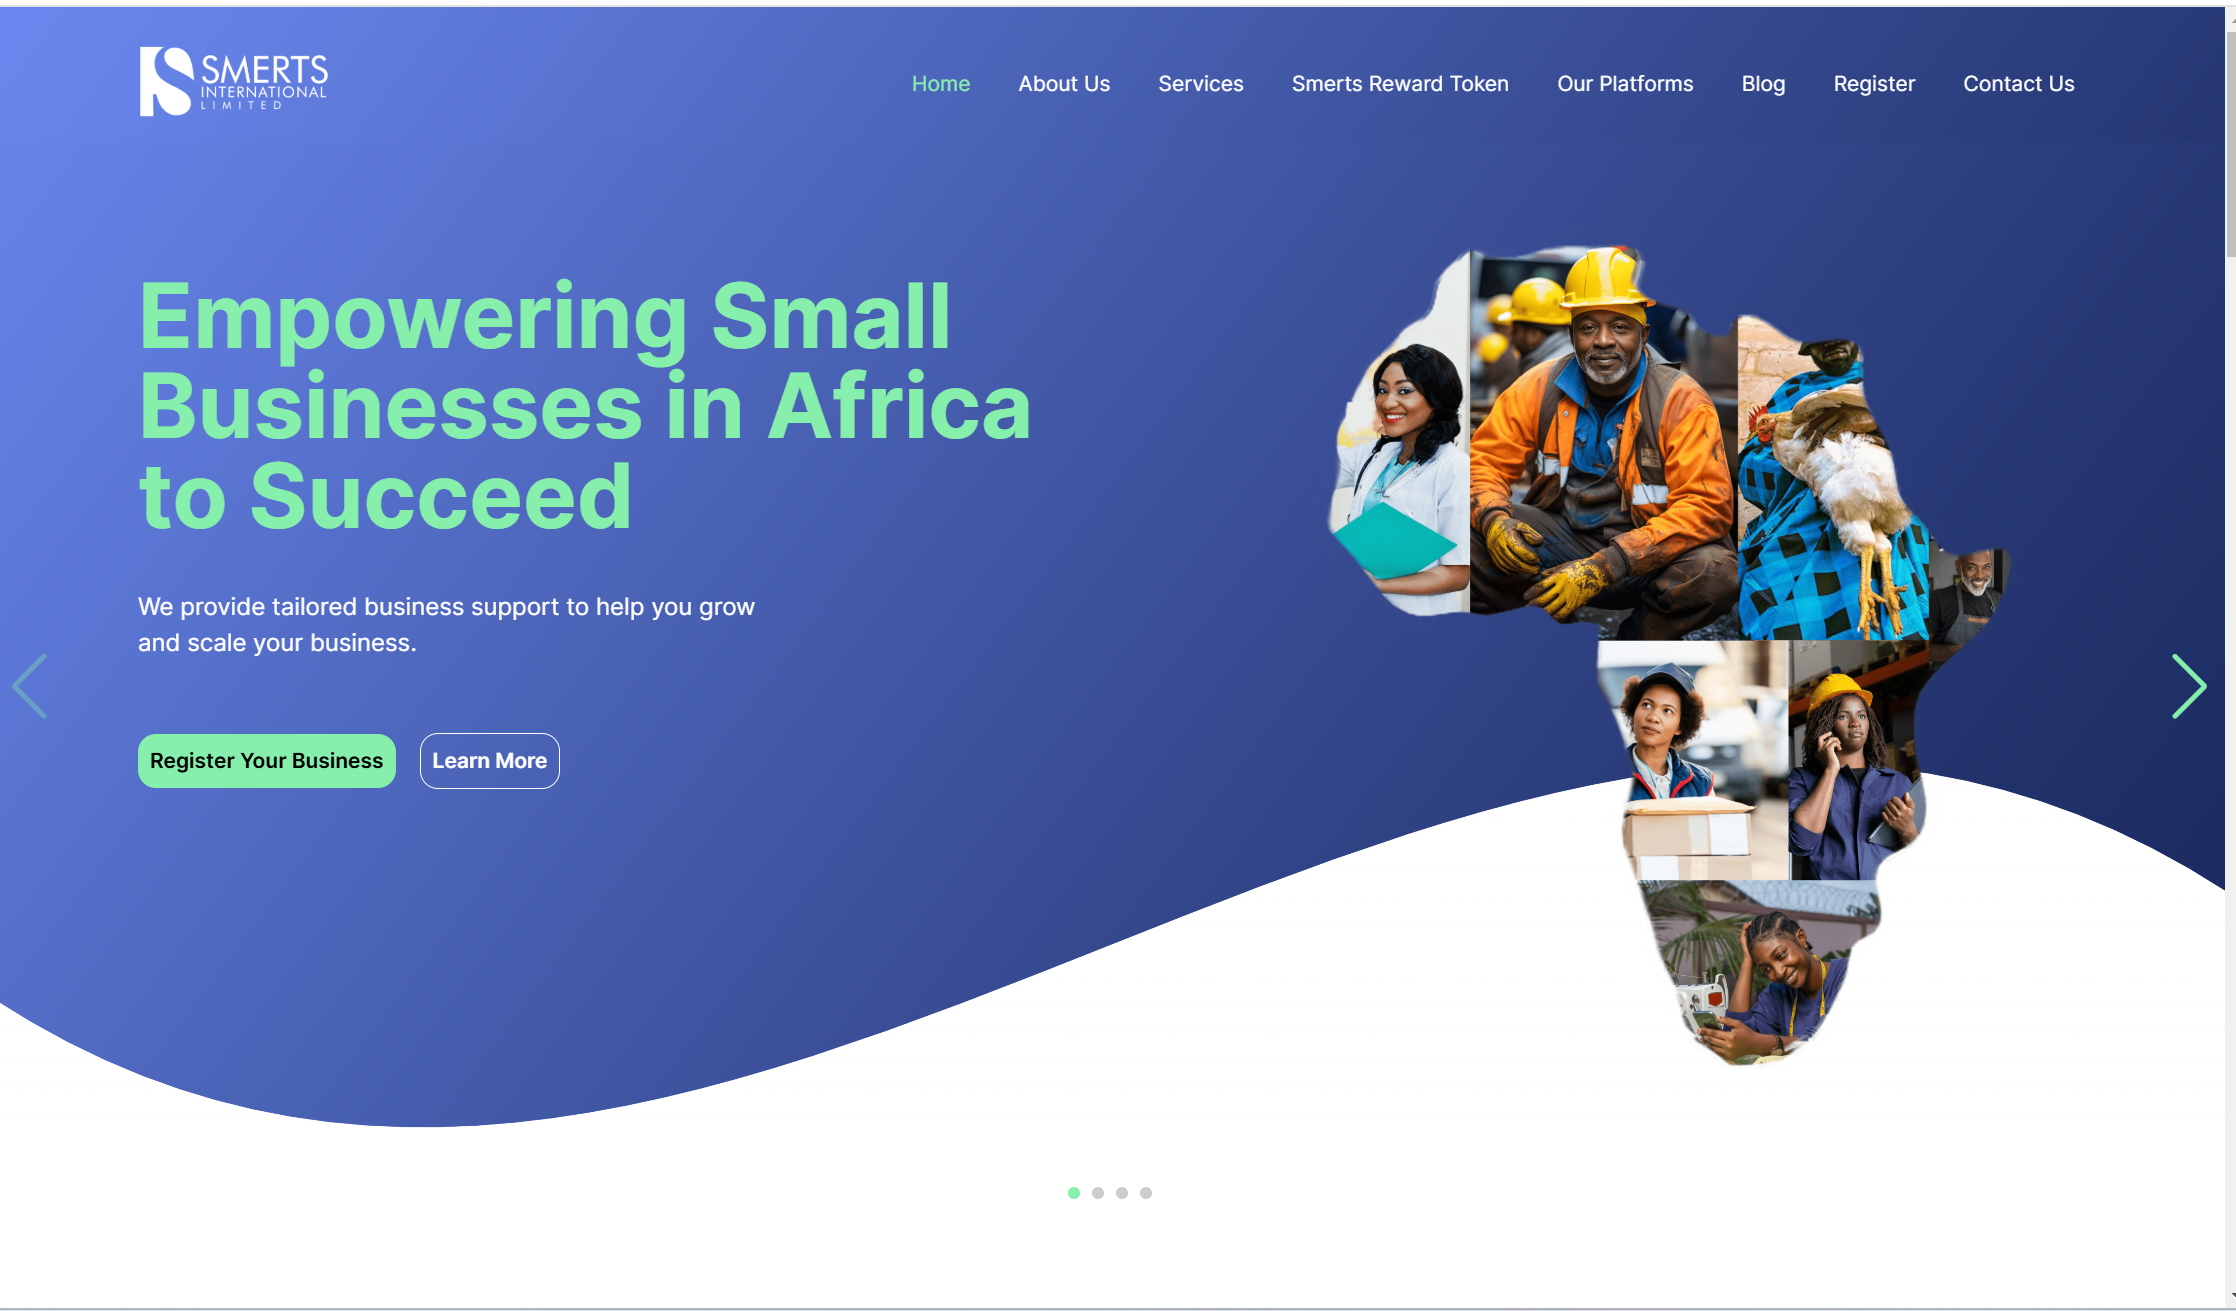 SMERTS
INTERNATIONAL
LIMITED
Home
About Us
Services
Smerts Reward Token
Our Platforms
Blog
Register
Contact Us
Empowering Small
Businesses in Africa
to Succeed
We provide tailored business support to help you grow
and scale your business.
Register Your Business
Learn More